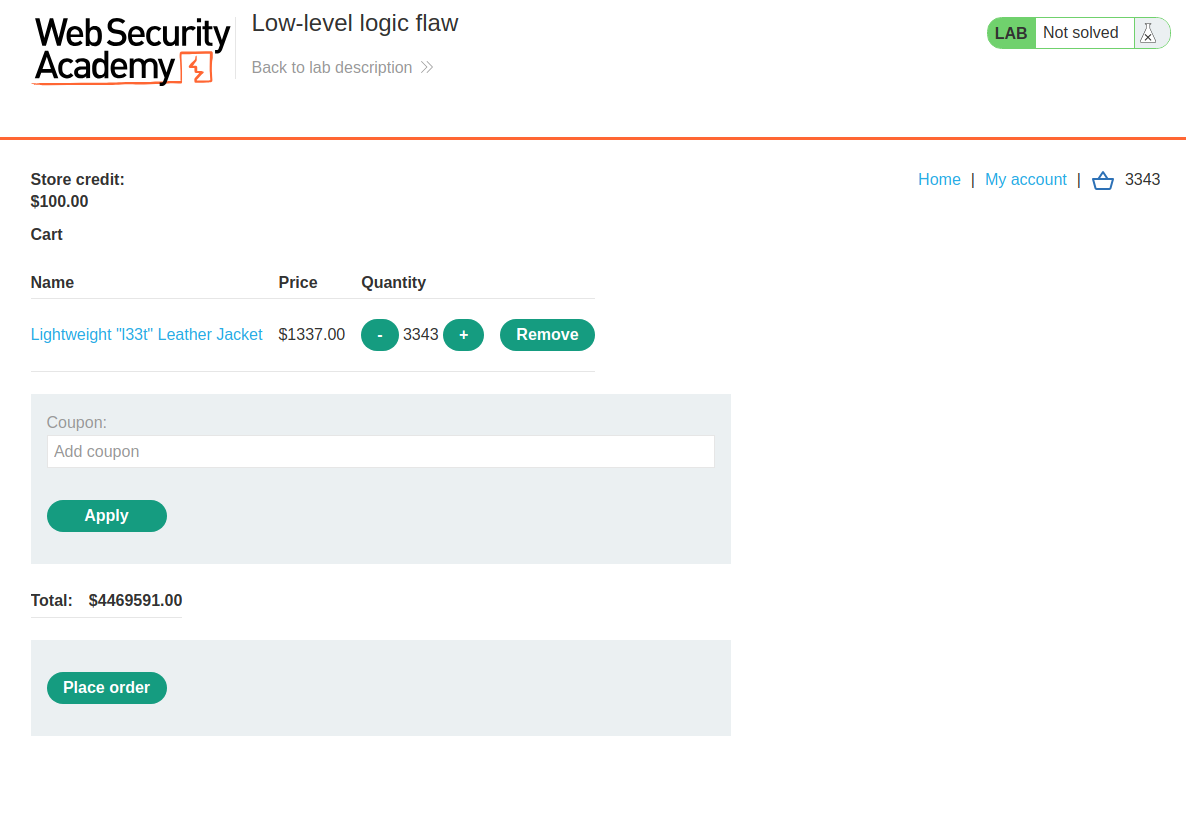 Web Security
Academy
Low-level logic flaw
Back to lab description
LAB Not solved
Store credit:
$100.00
Home | My account | 3343
Cart
Name Price Quantity
Lightweight "l33t" Leather Jacket $1337.00 - 3343 + Remove
Coupon:
Add coupon
Apply
Total: $4469591.00
Place order